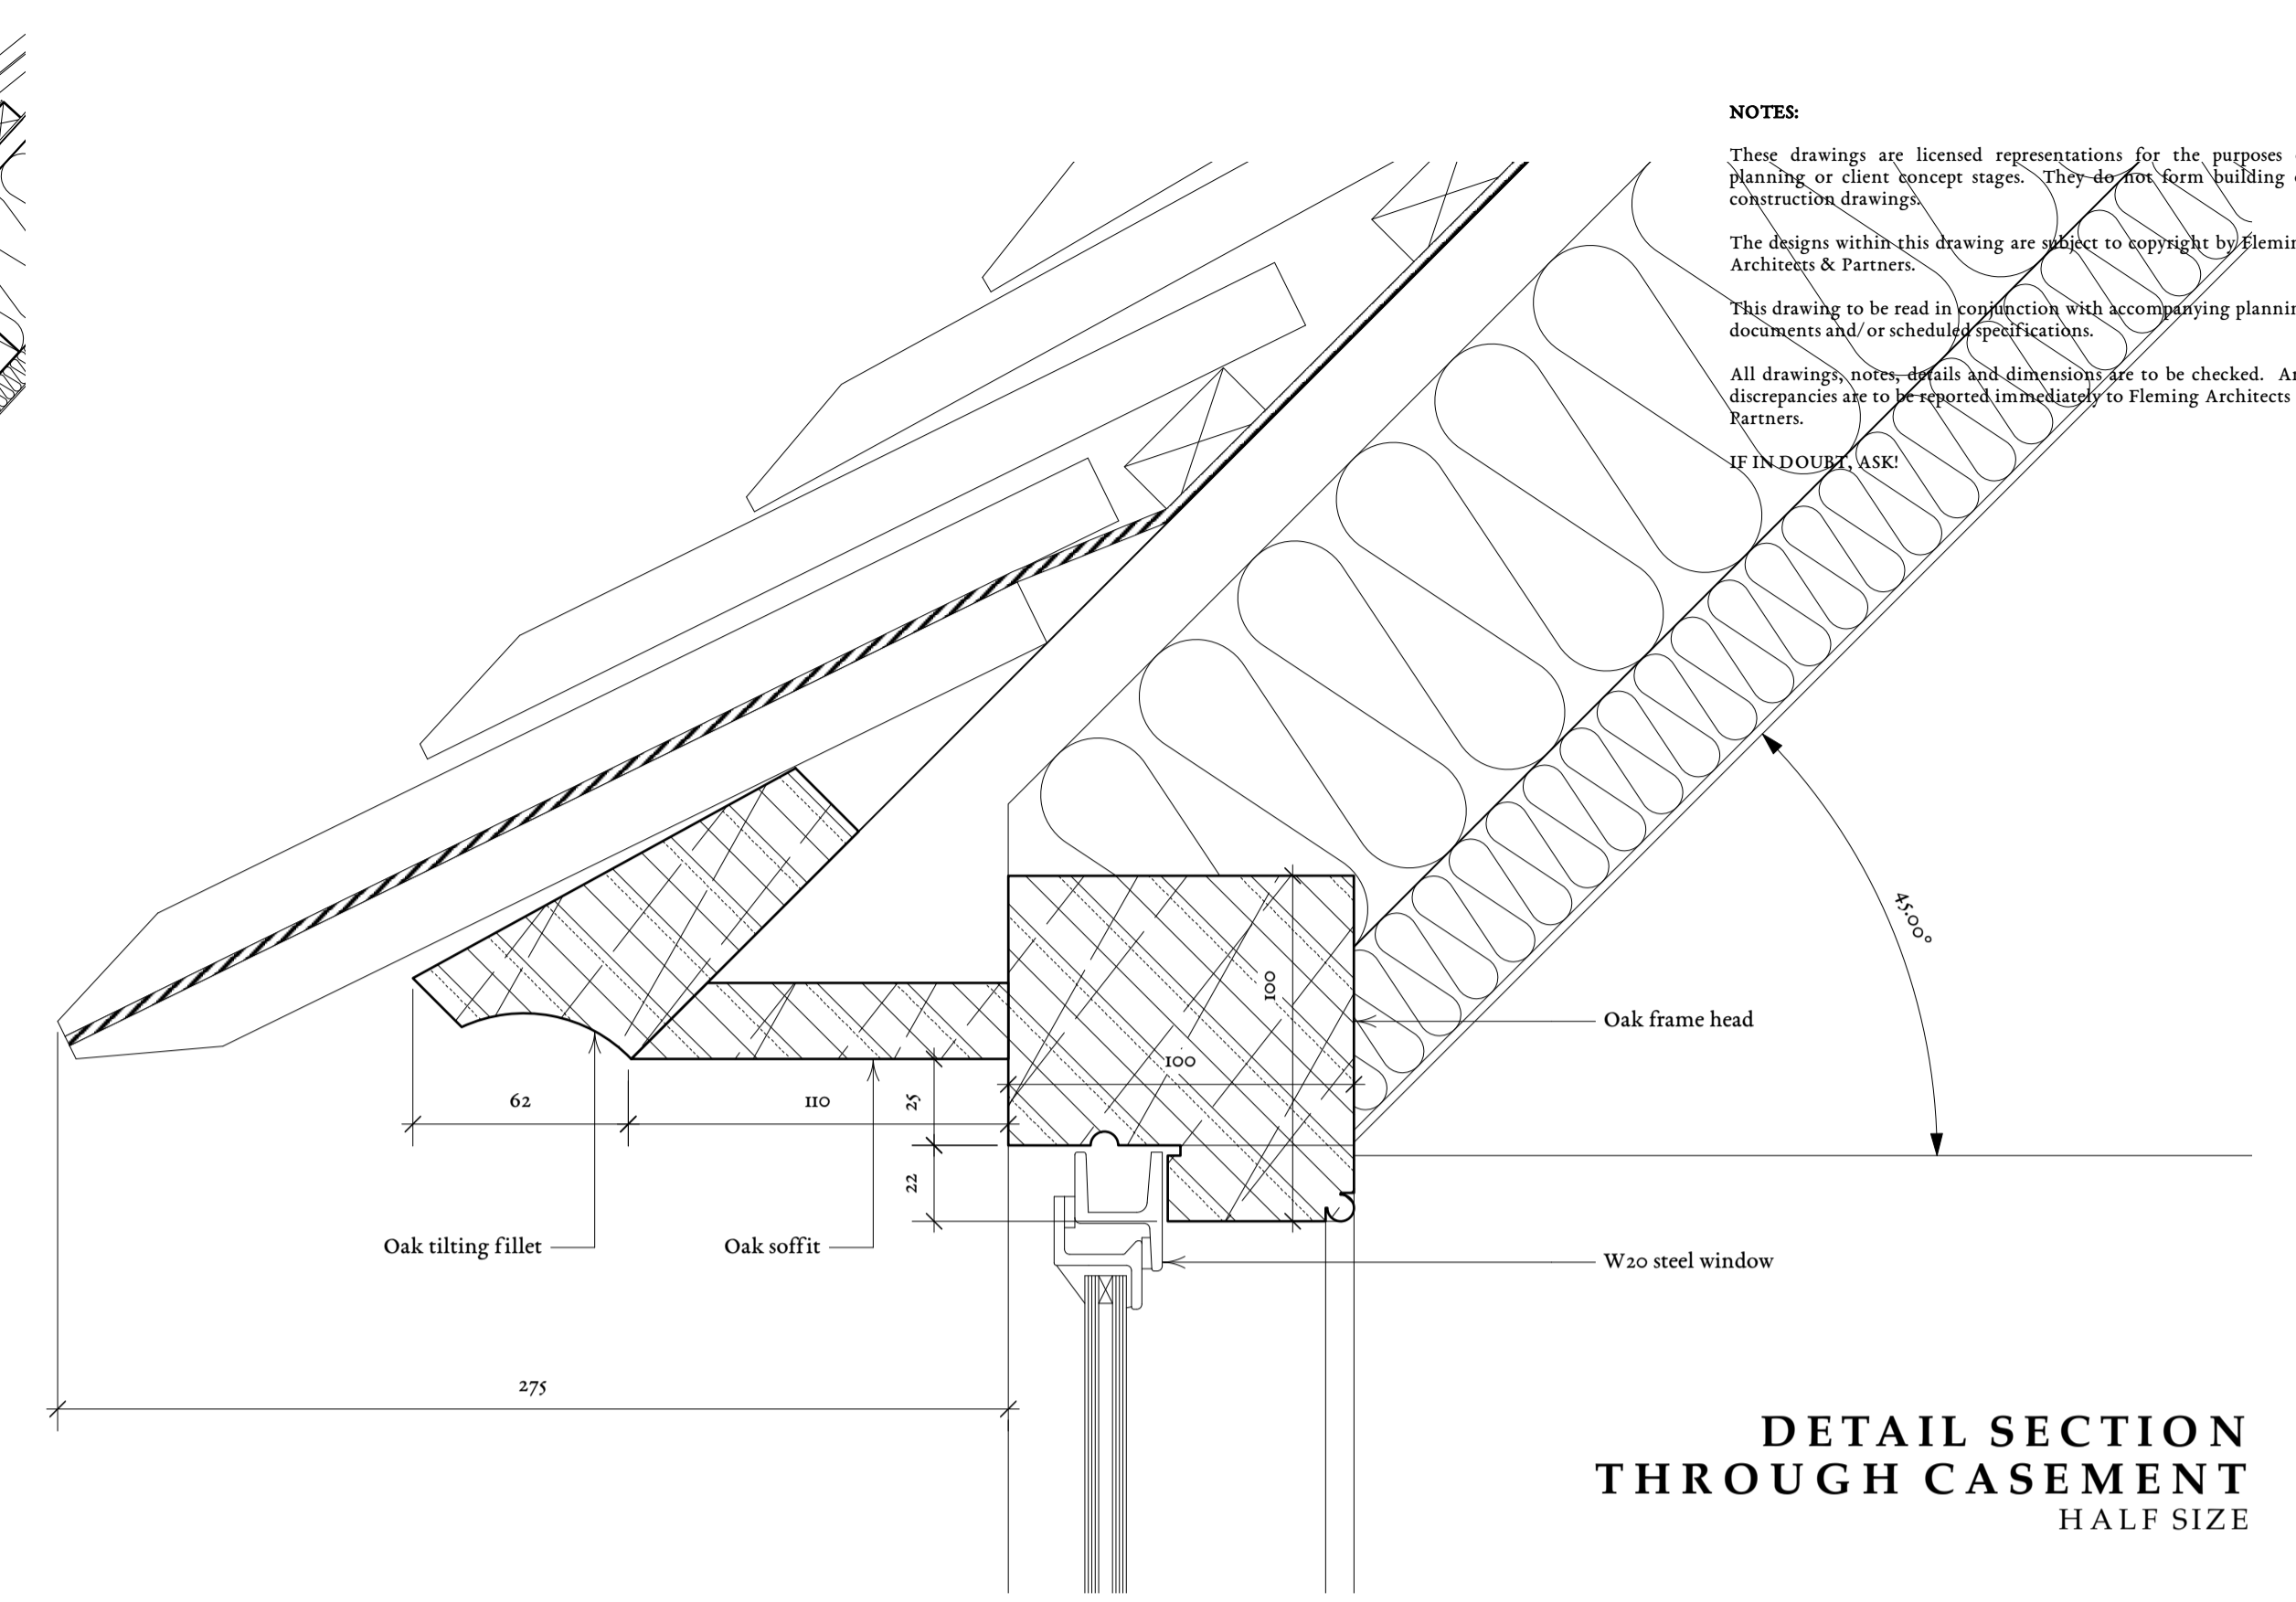 NOTES:
These drawings are licensed representations for the purposes
planning or client concept stages. They do not form building
construction drawings.
The designs within this drawing are subject to copyright by
Architects & Partners.
This drawing to be read in conjunction with accompanying
documents and/or scheduled specifications.
All drawings, notes, details and dimensions are to be checked.
discrepancies are to be reported immediately to Fleming Architects
Partners.
IF IN DOUBT, ASK!
45.00°
100
Oak frame head
100
62
110
25
22
Oak tilting fillet
Oak soffit
W20 steel window
275
DETAIL SECTION
THROUGH CASEMENT
HALF SIZE